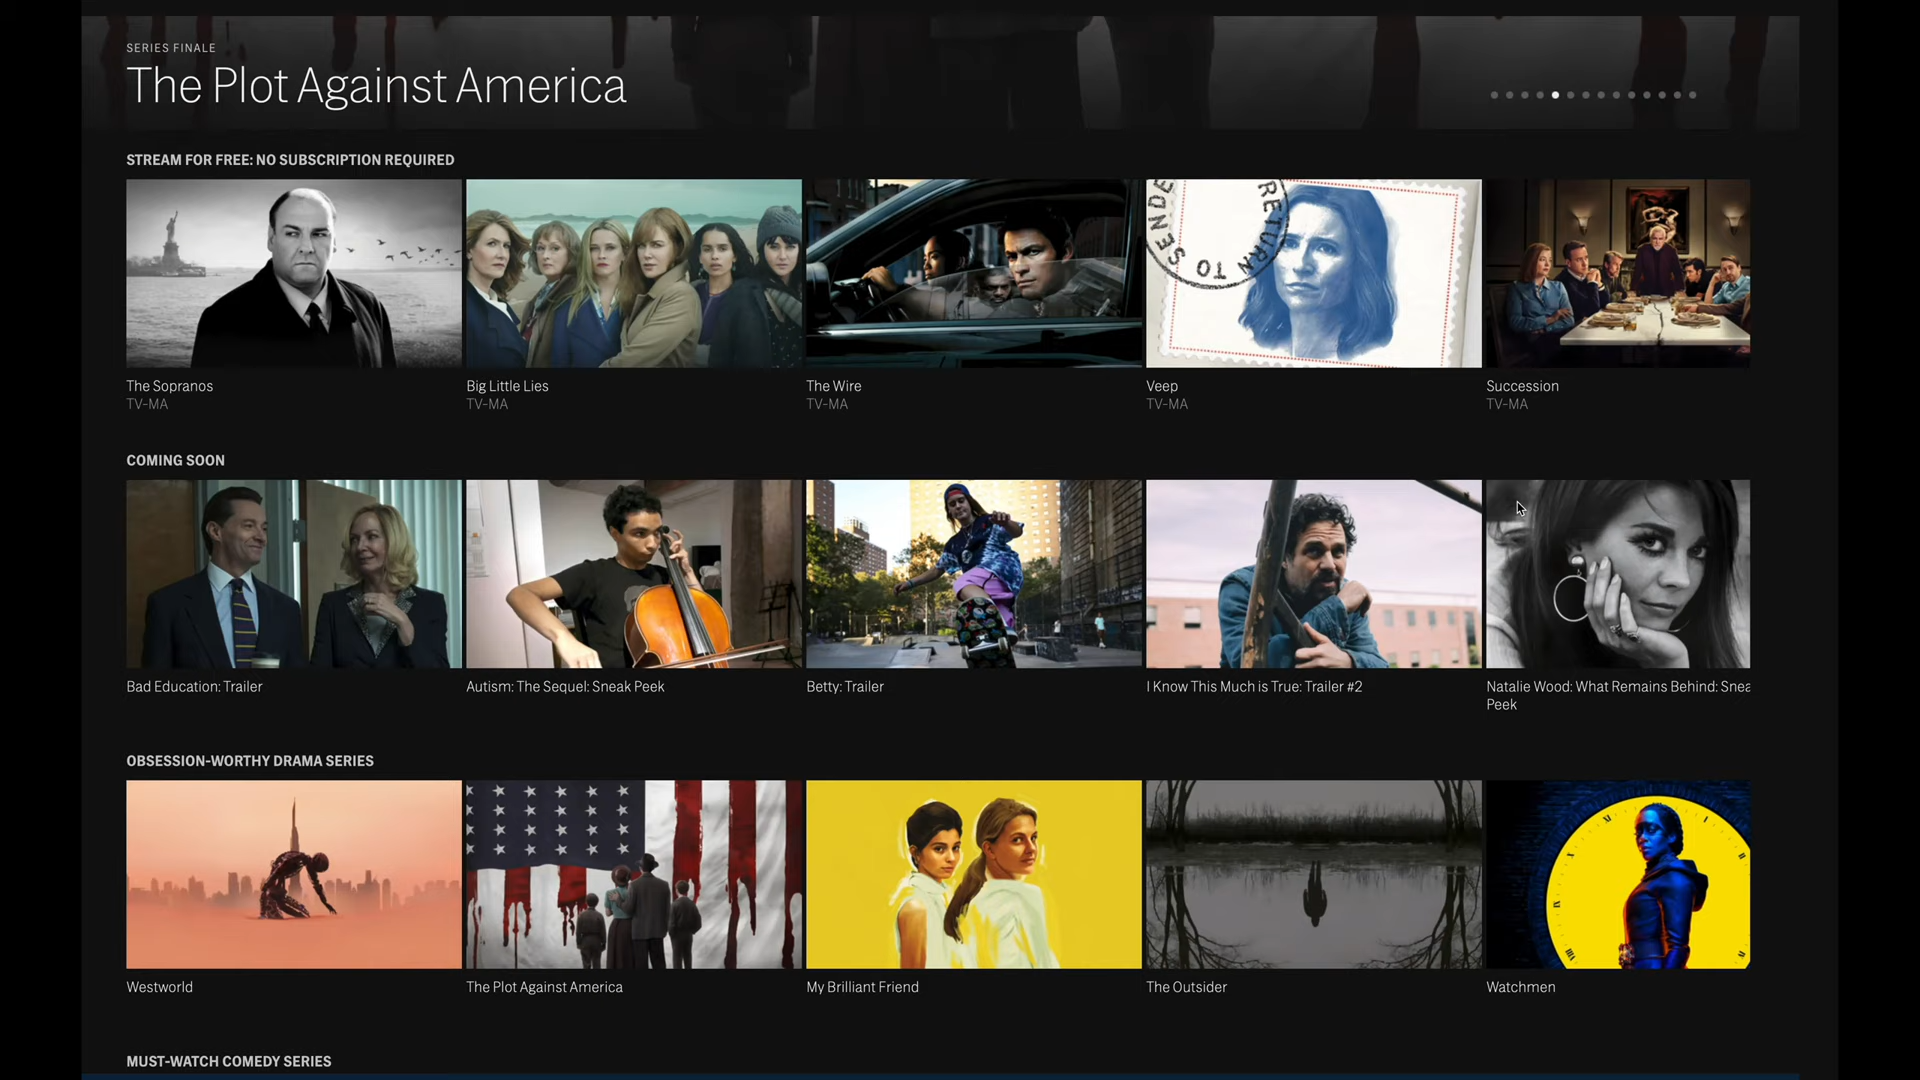 SERIES FINALE
The Plot Against America
STREAM FOR FREE: NO SUBSCRIPTION REQUIRED
RETURN TO SENDE
The Sopranos
TV-MA
Big Little Lies
TV-MA
The Wire
TV-MA
Veep
TV-MA
Succession
TV-MA
COMING SOON
Bad Education: Trailer
Autism: The Sequel: Sneak Peek
Betty: Trailer
I Know This Much is True: Trailer #2
Natalie Wood: What Remains Behind: Snea
Peek
OBSESSION-WORTHY DRAMA SERIES
Westworld
The Plot Against America
My Brilliant Friend
The Outsider
Watchmen
MUST-WATCH COMEDY SERIES